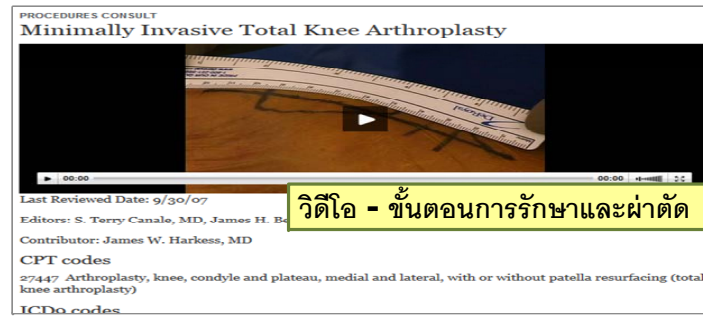 PROCEDURES CONSULT
Minimally Invasive Total Knee Arthroplasty
00:00 00:00
Last Reviewed Date: 9/30/07
วิดีโอ - ขั้นตอนการรักษาและผ่าตัด
Editors: S. Terry Canale, MD, James H.
Contributor: James W. Harkess, MD
CPT codes
27447 Arthroplasty, knee, condyle and plateau, medial and lateral, with or without patella resurfacing (total
knee arthroplasty)
ICD9 codes